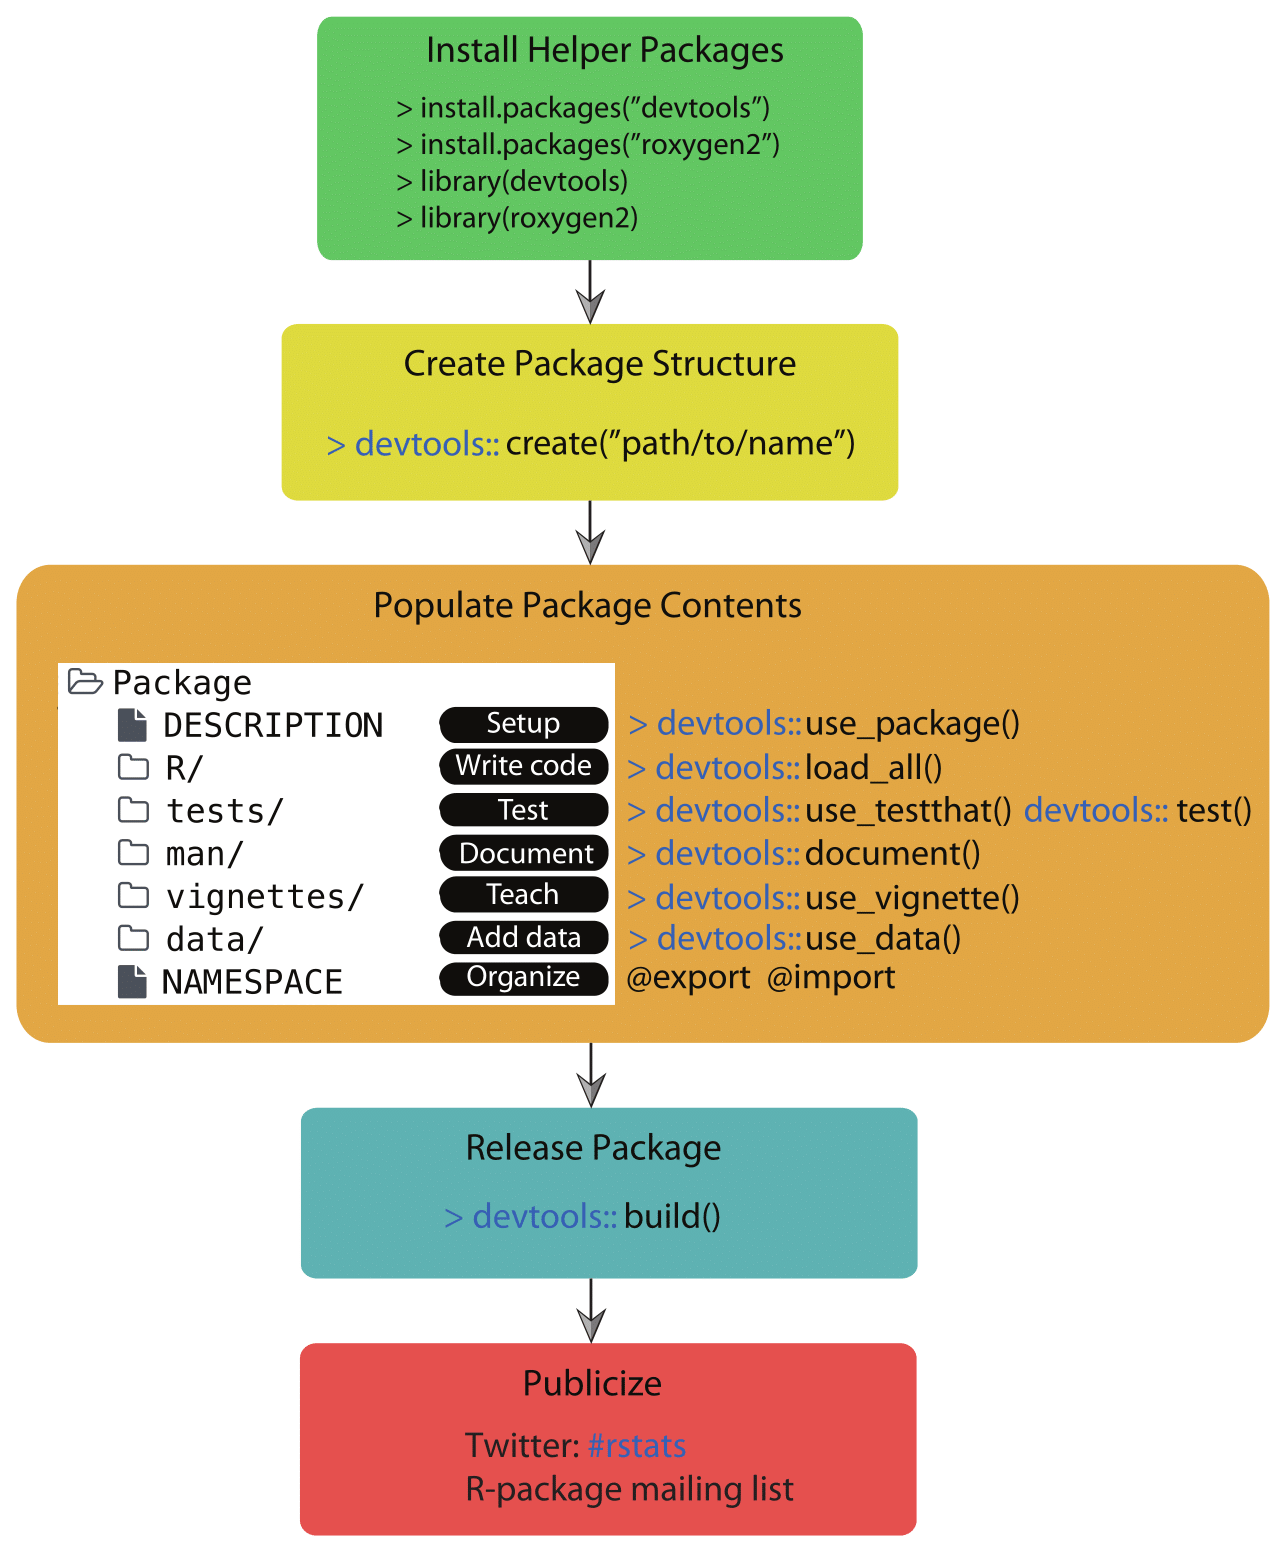 Install Helper Packages
> install.packages(”devtools”)
> install.packages(”roxygen2”)
> library(devtools)
> library(roxygen2)
Create Package Structure
> devtools:: create(”path/to/name”)
Populate Package Contents
Package
DESCRIPTION Setup > devtools:: use_package()
R/ Write code > devtools:: load_all()
tests/ Test > devtools:: use_testthat() devtools:: test()
man/ Document > devtools:: document()
vignettes/ Teach > devtools:: use_vignette()
data/ Add data > devtools:: use_data()
NAMESPACE Organize @export @import
Release Package
> devtools:: build()
Publicize
Twitter: #rstats
R-package mailing list